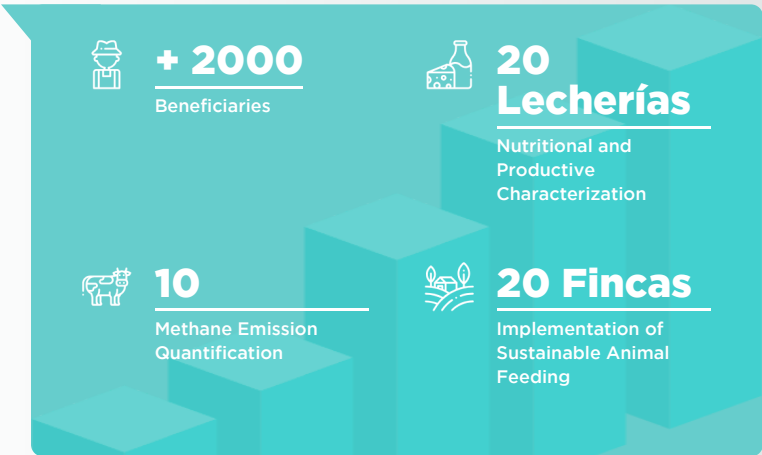 + 2000
Beneficiaries
20
Lecherías
Nutritional and
Productive
Characterization
10
Methane Emission
Quantification
20 Fincas
Implementation of
Sustainable Animal
Feeding